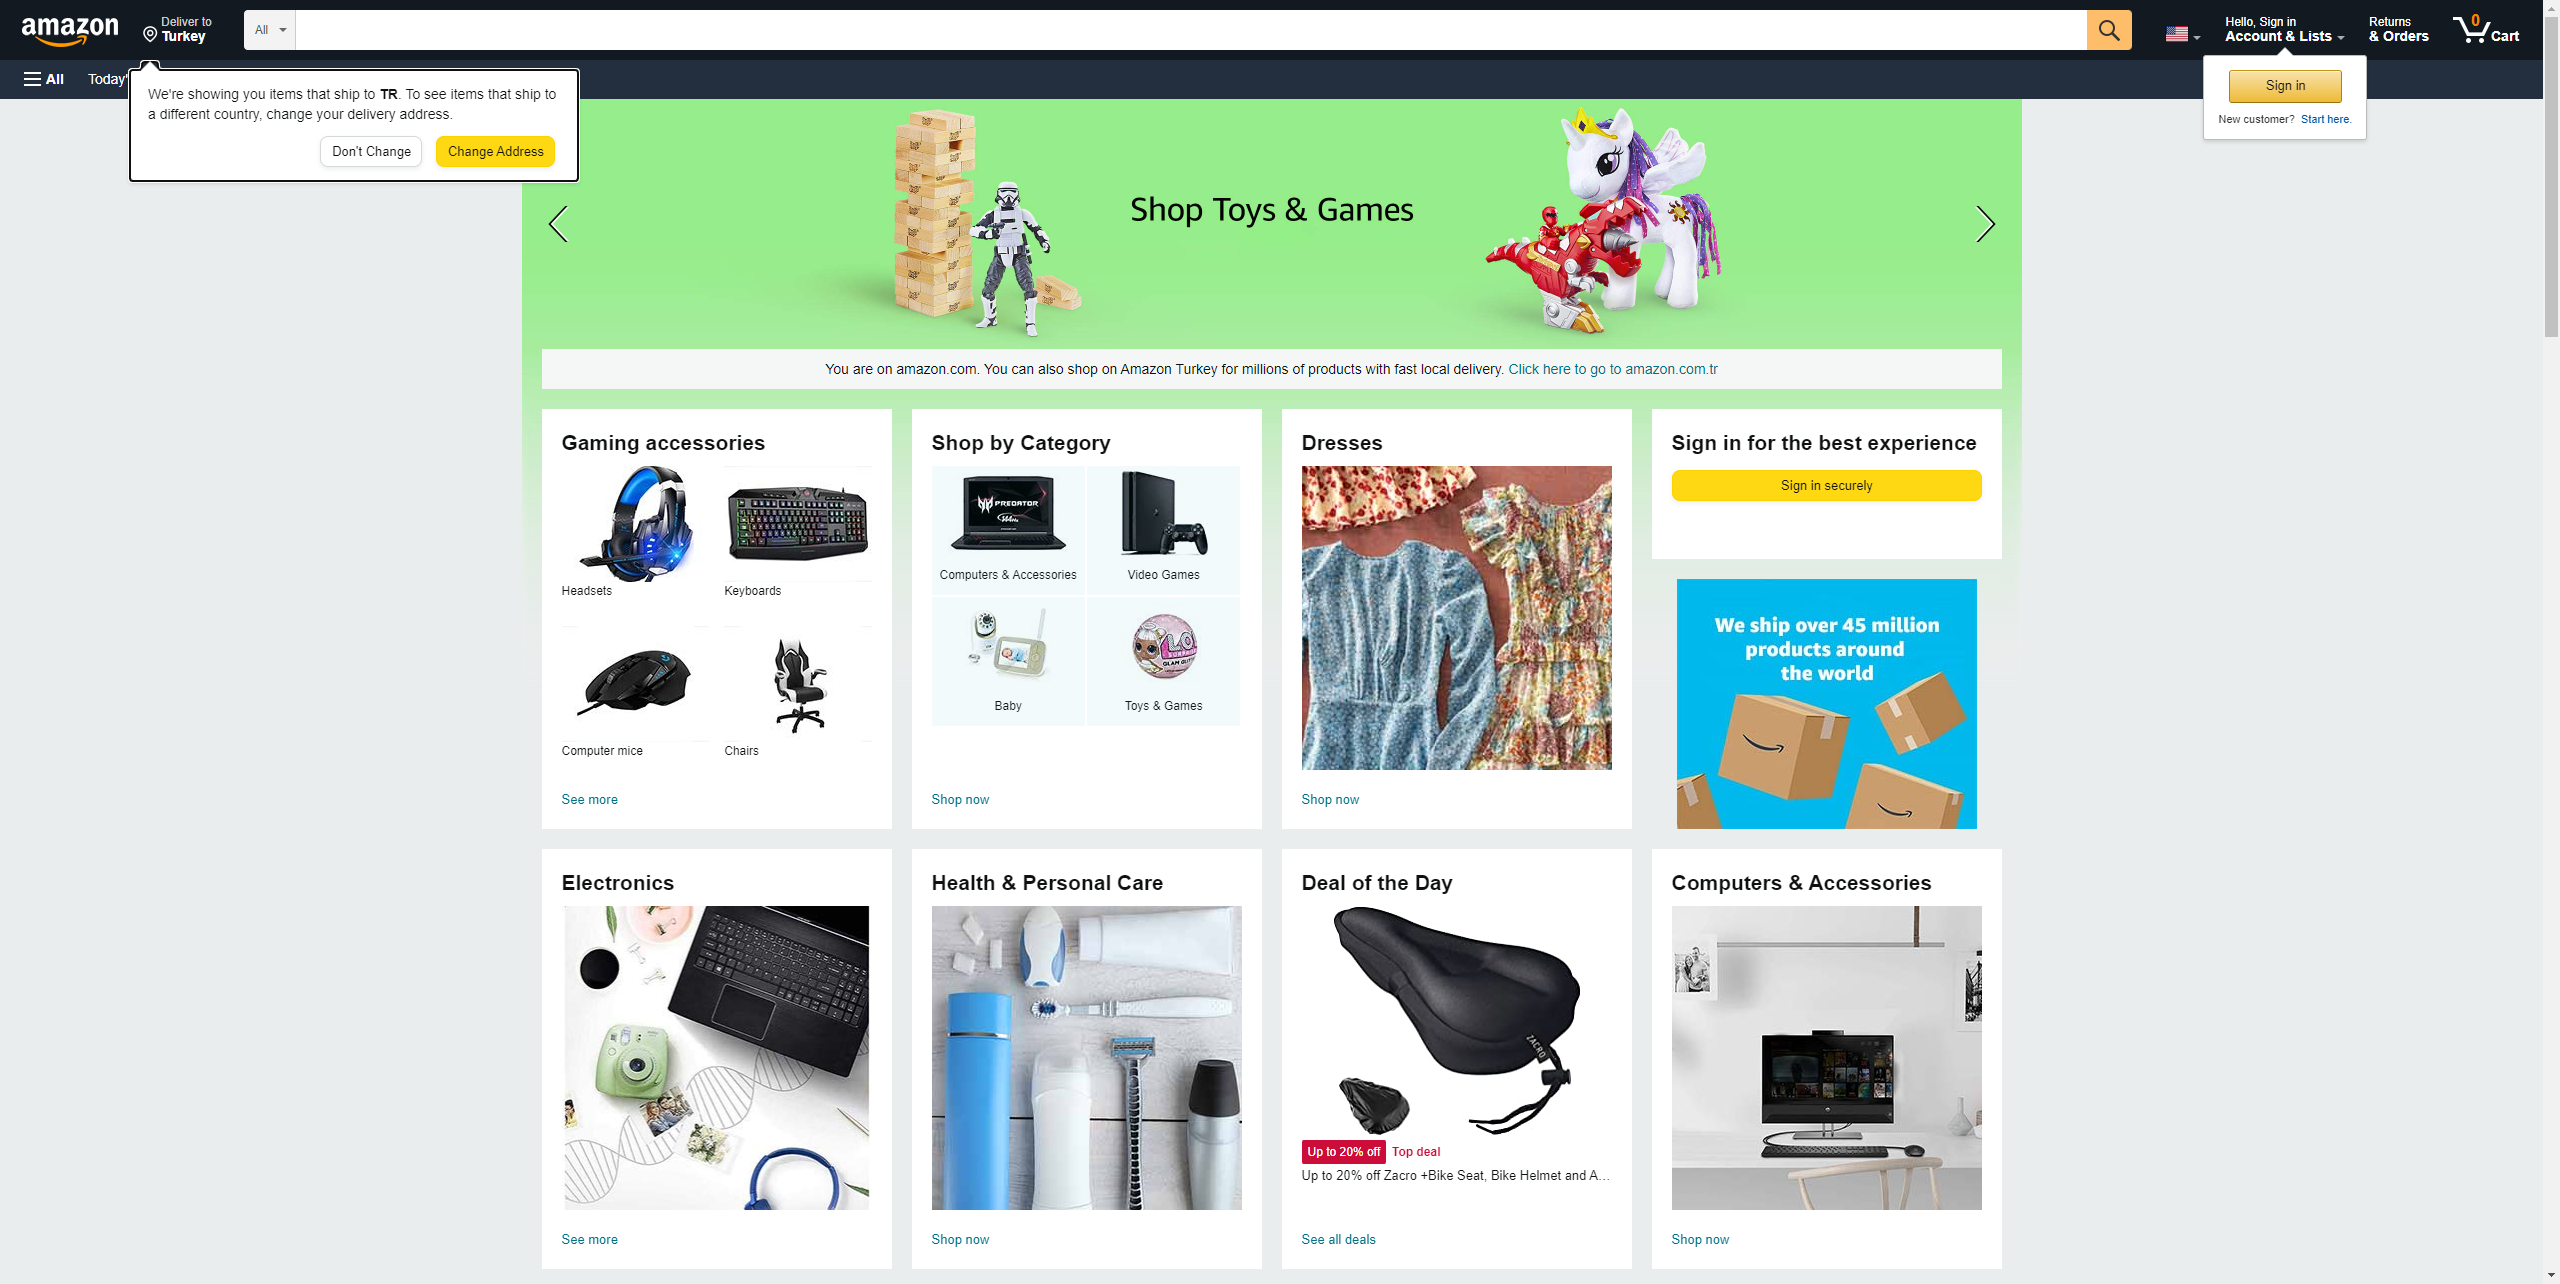 amazon
Deliver to
Turkey
All
Hello, Sign in
Account & Lists
Returns
& Orders
0
Cart
All
Today'
We're showing you items that ship to TR. To see items that ship to
a different country, change your delivery address.
Don't Change
Change Address
Sign in
New customer? Start here.
Shop Toys & Games
You are on amazon.com. You can also shop on Amazon Turkey for millions of products with fast local delivery. Click here to go to amazon.com.tr
Gaming accessories
Headsets
Keyboards
Computer mice
Chairs
See more
Shop by Category
PREDATOR
144Hz
Computers & Accessories
Video Games
L.O.
SURPRISE
GLAM GLITTER
Baby
Toys & Games
Shop now
Dresses
Shop now
Sign in for the best experience
Sign in securely
We ship over 45 million
products around
the world
Electronics
See more
Health & Personal Care
Shop now
Deal of the Day
ZACRO
Up to 20% off
Top deal
Up to 20% off Zacro +Bike Seat, Bike Helmet and A…
See all deals
Computers & Accessories
Shop now